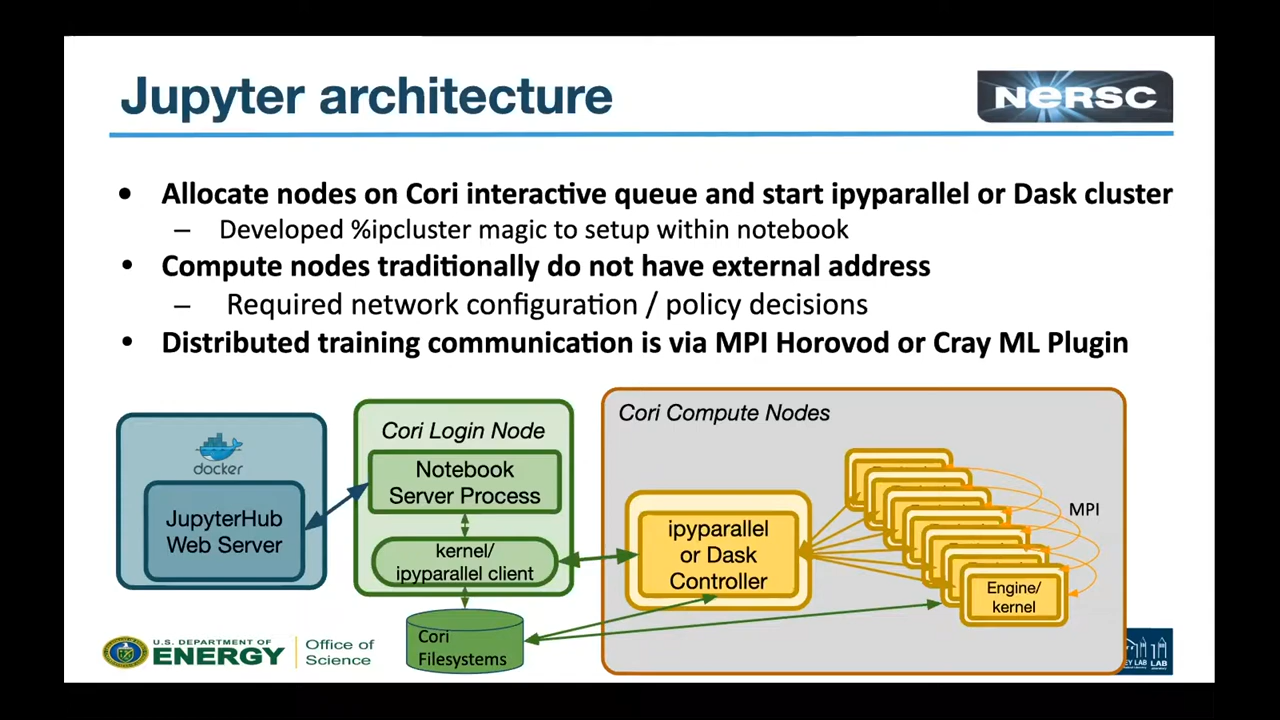 Jupyter architecture
NERSC
• Allocate nodes on Cori interactive queue and start ipyparallel or Dask cluster
– Developed %ipcluster magic to setup within notebook
• Compute nodes traditionally do not have external address
– Required network configuration / policy decisions
• Distributed training communication is via MPI Horovod or Cray ML Plugin
docker
JupyterHub
Web Server
Cori Login Node
Notebook
Server Process
kernel/
ipyparallel client
Cori
Filesystems
Cori Compute Nodes
ipyparallel
or Dask
Controller
MPI
Engine/
kernel
U.S. DEPARTMENT OF
ENERGY
Office of
Science
LAB